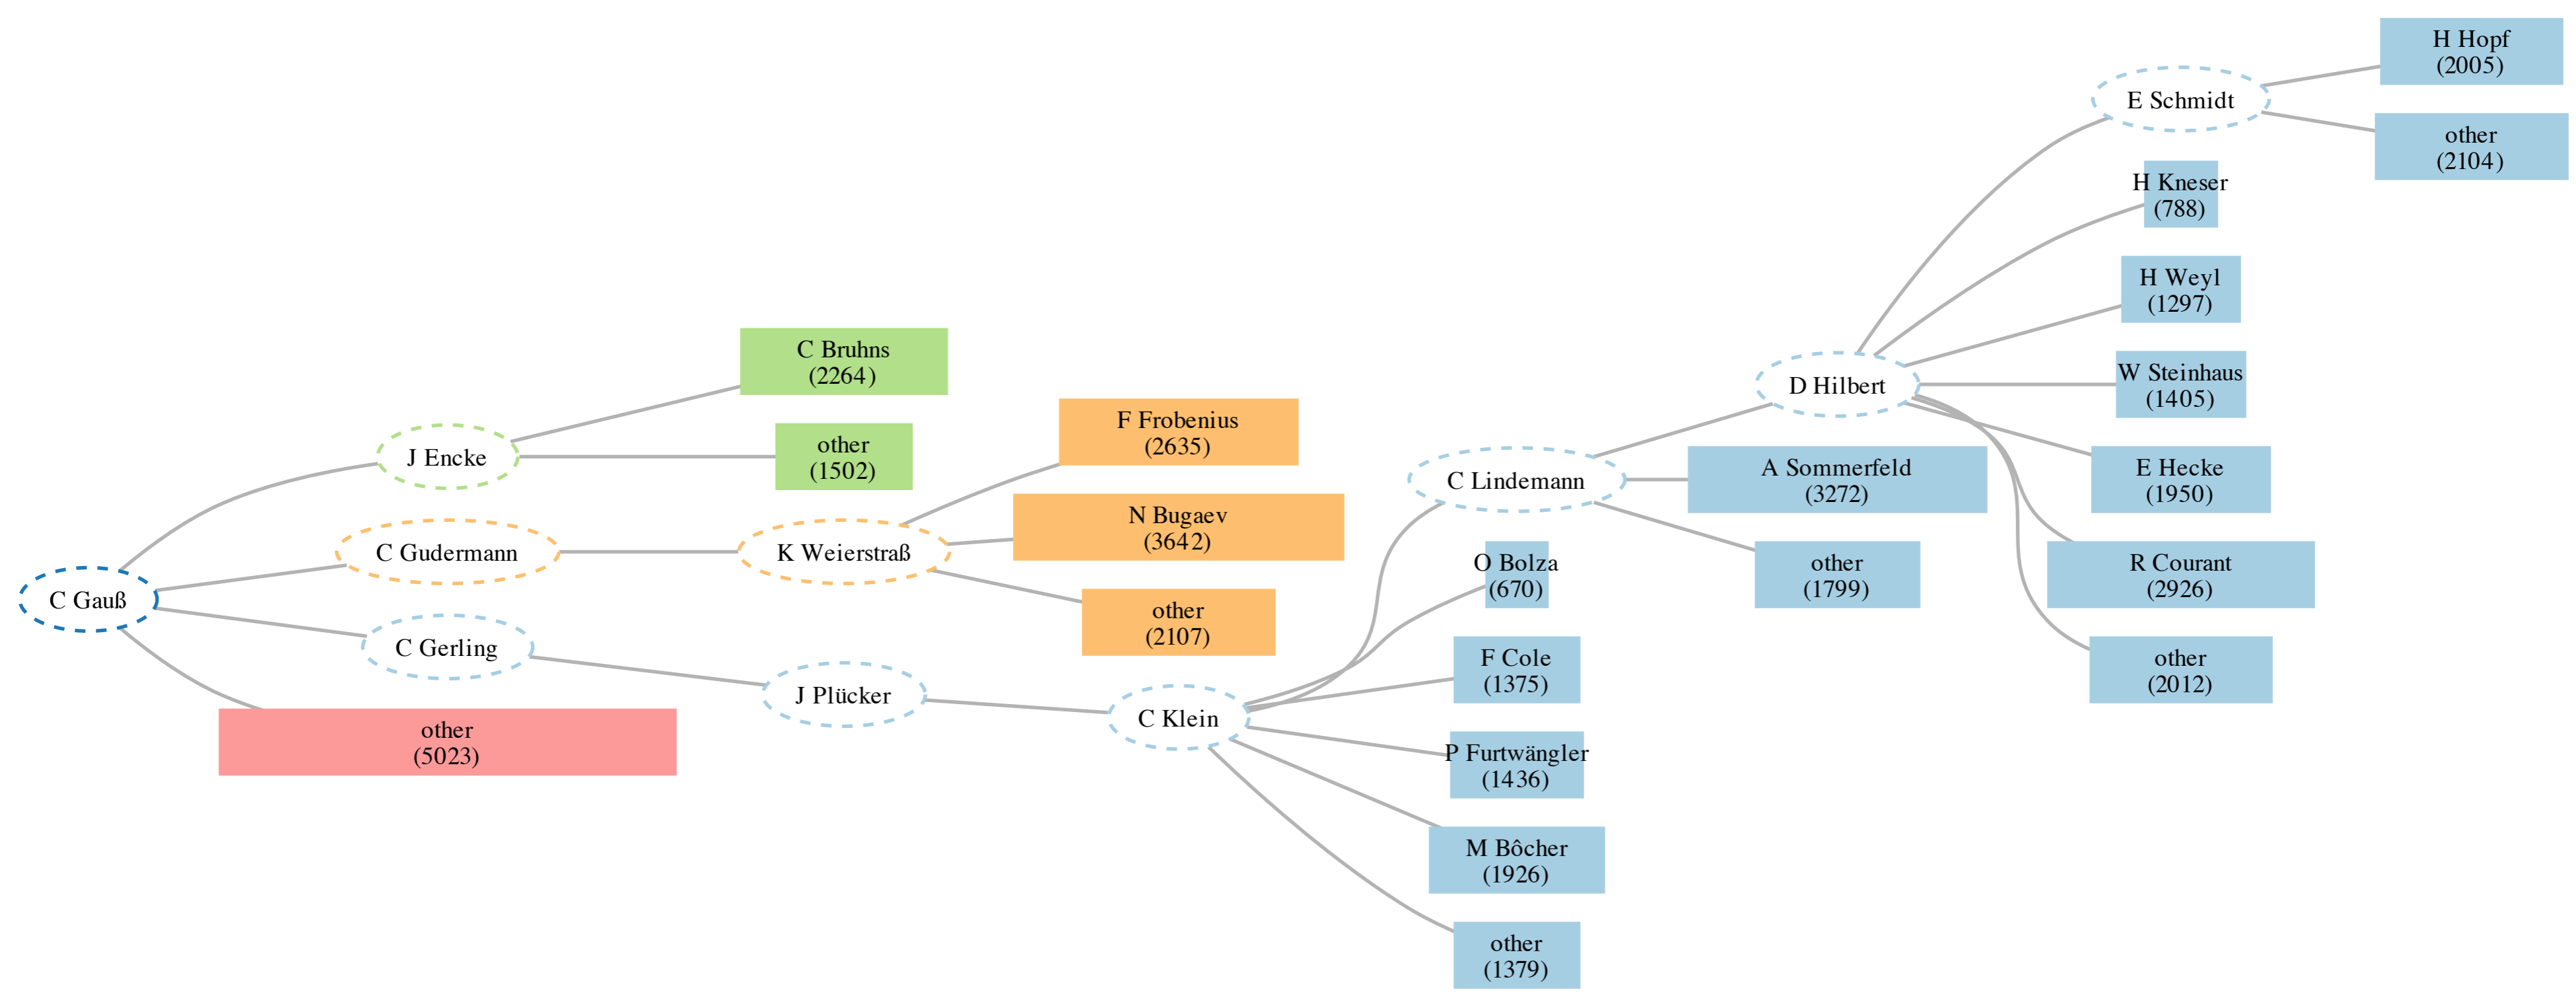 H Hopf
(2005)
E Schmidt
other
(2104)
H Kneser
(788)
H Weyl
(1297)
C Bruhns
(2264)
W Steinhaus
(1405)
D Hilbert
F Frobenius
(2635)
other
(1502)
J Encke
E Hecke
(1950)
A Sommerfeld
(3272)
C Lindemann
N Bugaev
(3642)
C Gudermann
K Weierstraß
O Bolza
(670)
other
(1799)
R Courant
(2926)
C Gauß
other
(2107)
C Gerling
F Cole
(1375)
other
(2012)
J Plücker
C Klein
other
(5023)
P Furtwängler
(1436)
M Bôcher
(1926)
other
(1379)